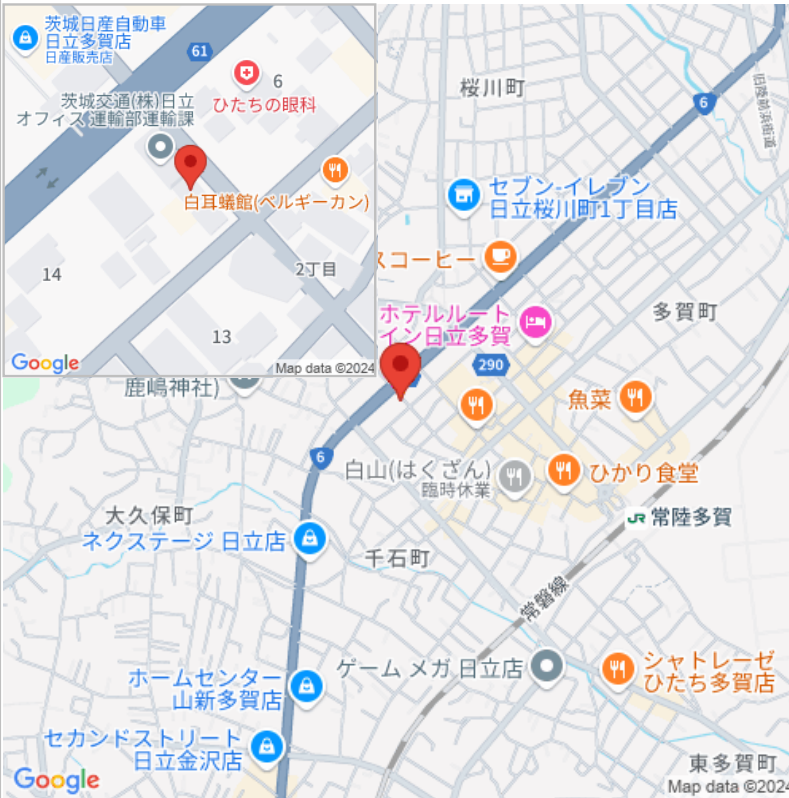 茨城日産自動車
日立多賀店
日産販売店
61
6
ひたちの眼科
茨城交通(株)日立
オフィス 運輸部運輸課
白耳蟻館(ベルギーカン)
2丁目
14
13
Google
Map data ©2024
桜川町
6
旧陸前浜街道
セブン-イレブン
日立桜川町1丁目店
スコーヒー
多賀町
ホテルルート
イン日立多賀
290
鹿嶋神社)
魚菜
6
白山(はくざん)
臨時休業
ひかり食堂
大久保町
JR 常陸多賀
ネクステージ 日立店
千石町
常磐線
ゲーム メガ 日立店
シャトレーゼ
ひたち多賀店
ホームセンター
山新多賀店
セカンドストリート
日立金沢店
東多賀町
Google
Map data ©2024